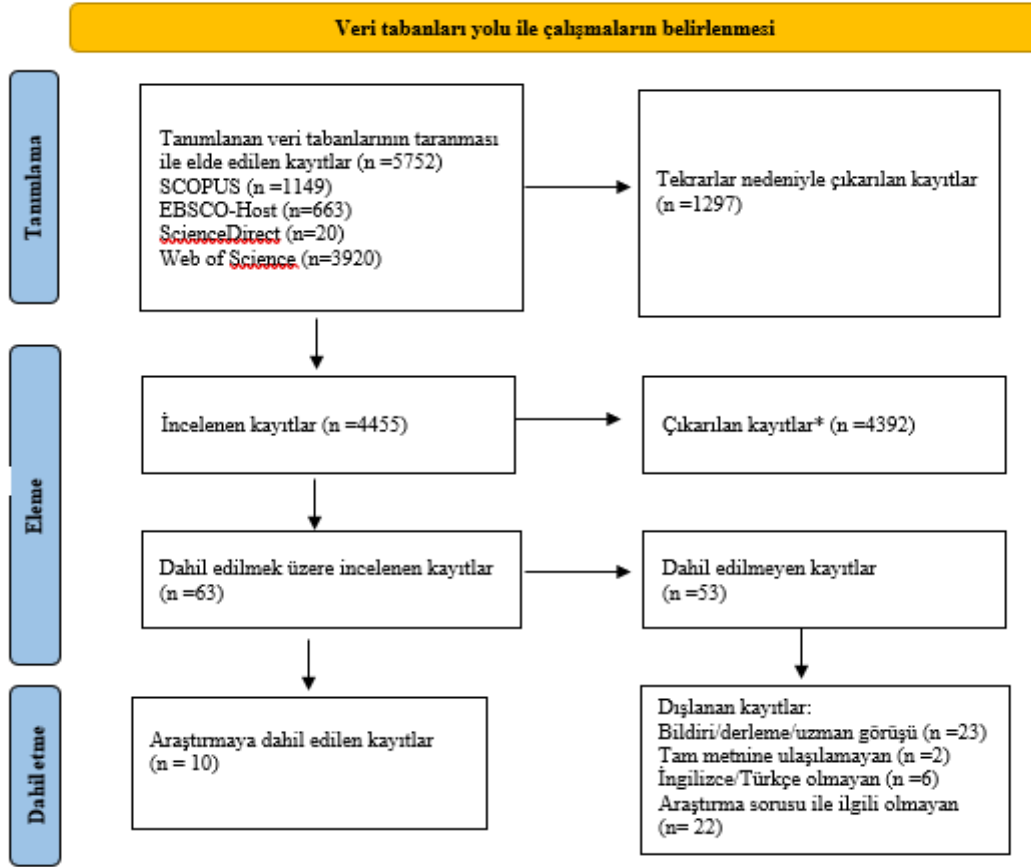 Veri tabanları yolu ile çalışmaların belirlenmesi
Tanımlama
Tanımlanan veri tabanlarının taranması
ile elde edilen kayıtlar (n =5752)
SCOPUS (n =1149)
EBSCO-Host (n=663)
ScienceDirect (n=20)
Web of Science (n=3920)
Tekrarlar nedeniyle çıkarılan kayıtlar
(n =1297)
Eleme
İncelenen kayıtlar (n =4455)
Çıkarılan kayıtlar* (n =4392)
Dahil edilmek üzere incelenen kayıtlar
(n =63)
Dahil edilmeyen kayıtlar
(n =53)
Dahil etme
Araştırmaya dahil edilen kayıtlar
(n = 10)
Dışlanan kayıtlar:
Bildiri/derleme/uzman görüşü (n =23)
Tam metnine ulaşılamayan (n =2)
İngilizce/Türkçe olmayan (n =6)
Araştırma sorusu ile ilgili olmayan
(n= 22)